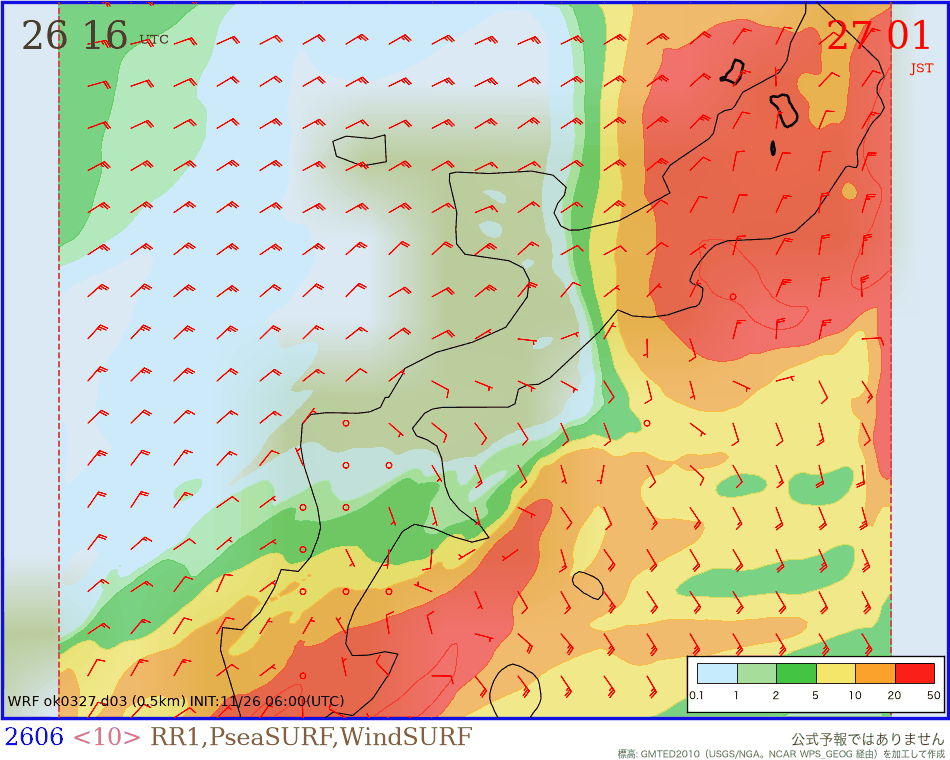 26 16 UTC
27 01
JST
WRF ok0327.d03 (0.5km) INIT:11/26 06:00(UTC)
0.1 1 2 5 10 20 50
2606 <10> RR1,PseaSURF,WindSURF
公式予報ではありません
標高: GMTED2010（USGS/NGA。NCAR WPS_GEOG 経由）を加工して作成